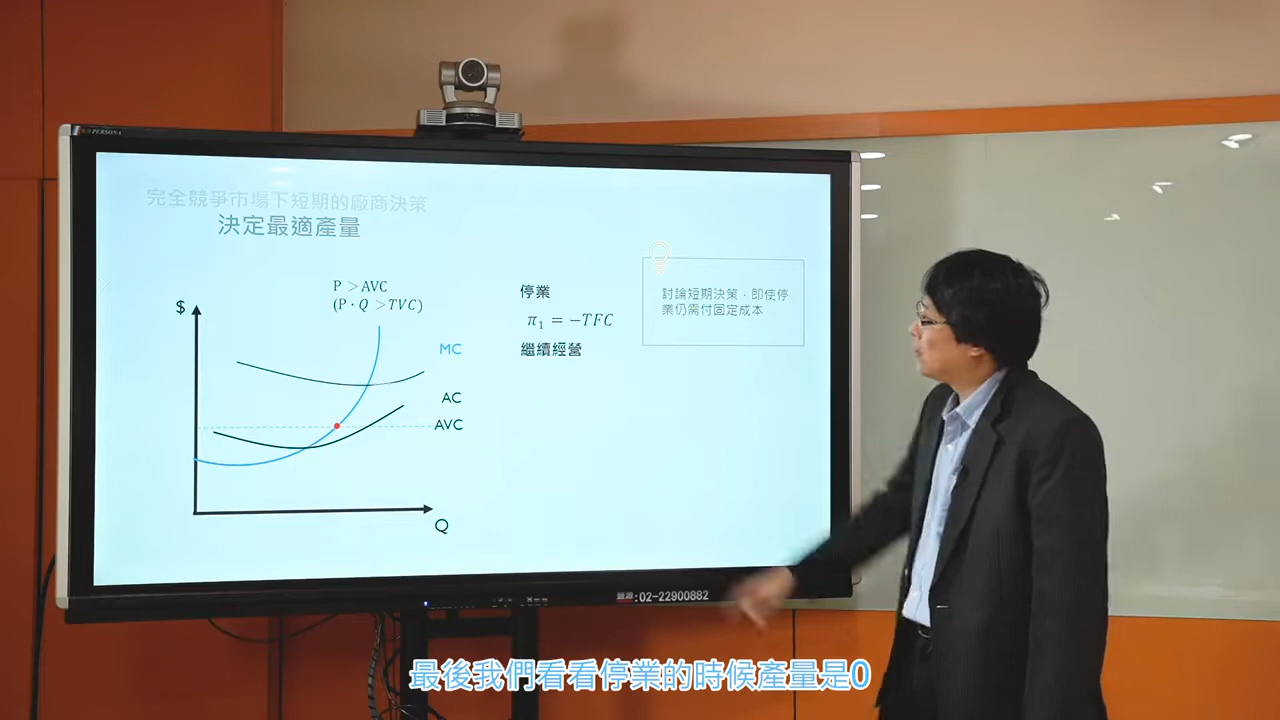 PERSONA
完全競爭市場下短期的廠商決策
決定最適產量
P >AVC
(P· Q >TVC)
$
MC
AC
AVC
Q
停業
π₁ = −TFC
繼續經營
討論短期決策，即使停
業仍需付固定成本
:02-22900882
最後我們看看停業的時候產量是0